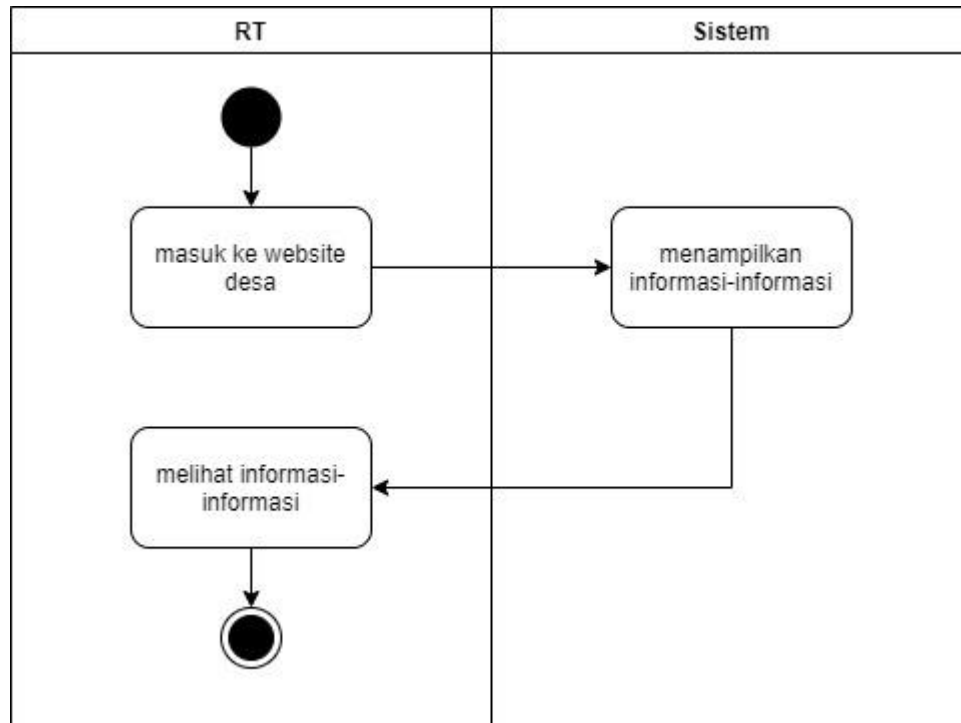 RT
Sistem
masuk ke website
desa
menampilkan
informasi-informasi
melihat informasi-
informasi